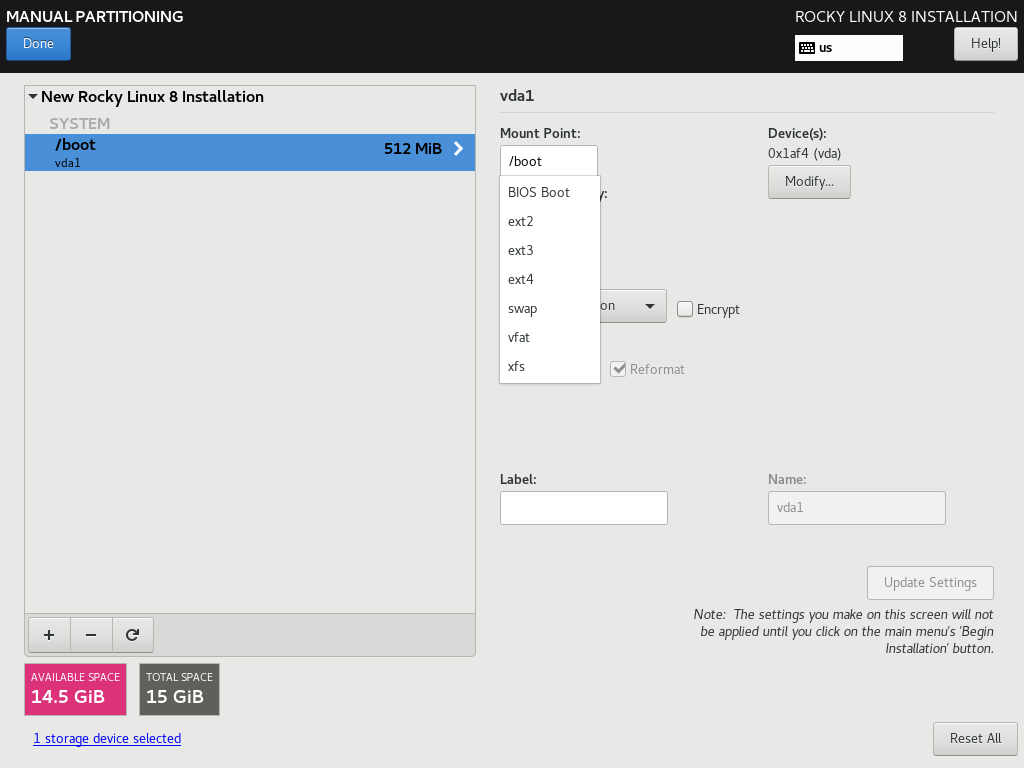 MANUAL PARTITIONING
ROCKY LINUX 8 INSTALLATION
Done
us
Help!
New Rocky Linux 8 Installation
SYSTEM
/boot
512 MiB
vda1
vda1
Mount Point:
Device(s):
/boot
0x1af4 (vda)
Modify...
y:
BIOS Boot
ext2
ext3
ext4
swap
vfat
xfs
on
Encrypt
Reformat
Label:
Name:
vda1
Update Settings
Note:  The settings you make on this screen will not
be applied until you click on the main menu's 'Begin
Installation' button.
AVAILABLE SPACE
14.5 GiB
TOTAL SPACE
15 GiB
1 storage device selected
Reset All